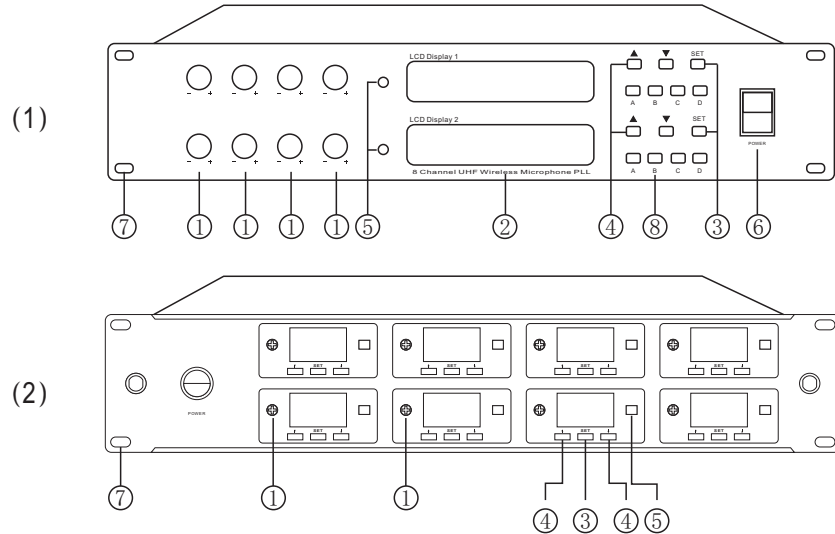 (1)
LCD Display 1
▲ ▼ SET
- + - + - + - +
A B C D
LCD Display 2
▲ ▼ SET
- + - + - + - +
A B C D
POWER
8 Channel UHF Wireless Microphone PLL
⑦ ① ① ① ① ⑤ ② ④ ⑧ ③ ⑥
(2)
SET SET SET SET
POWER
SET SET SET SET
⑦ ① ① ④ ③ ④ ⑤